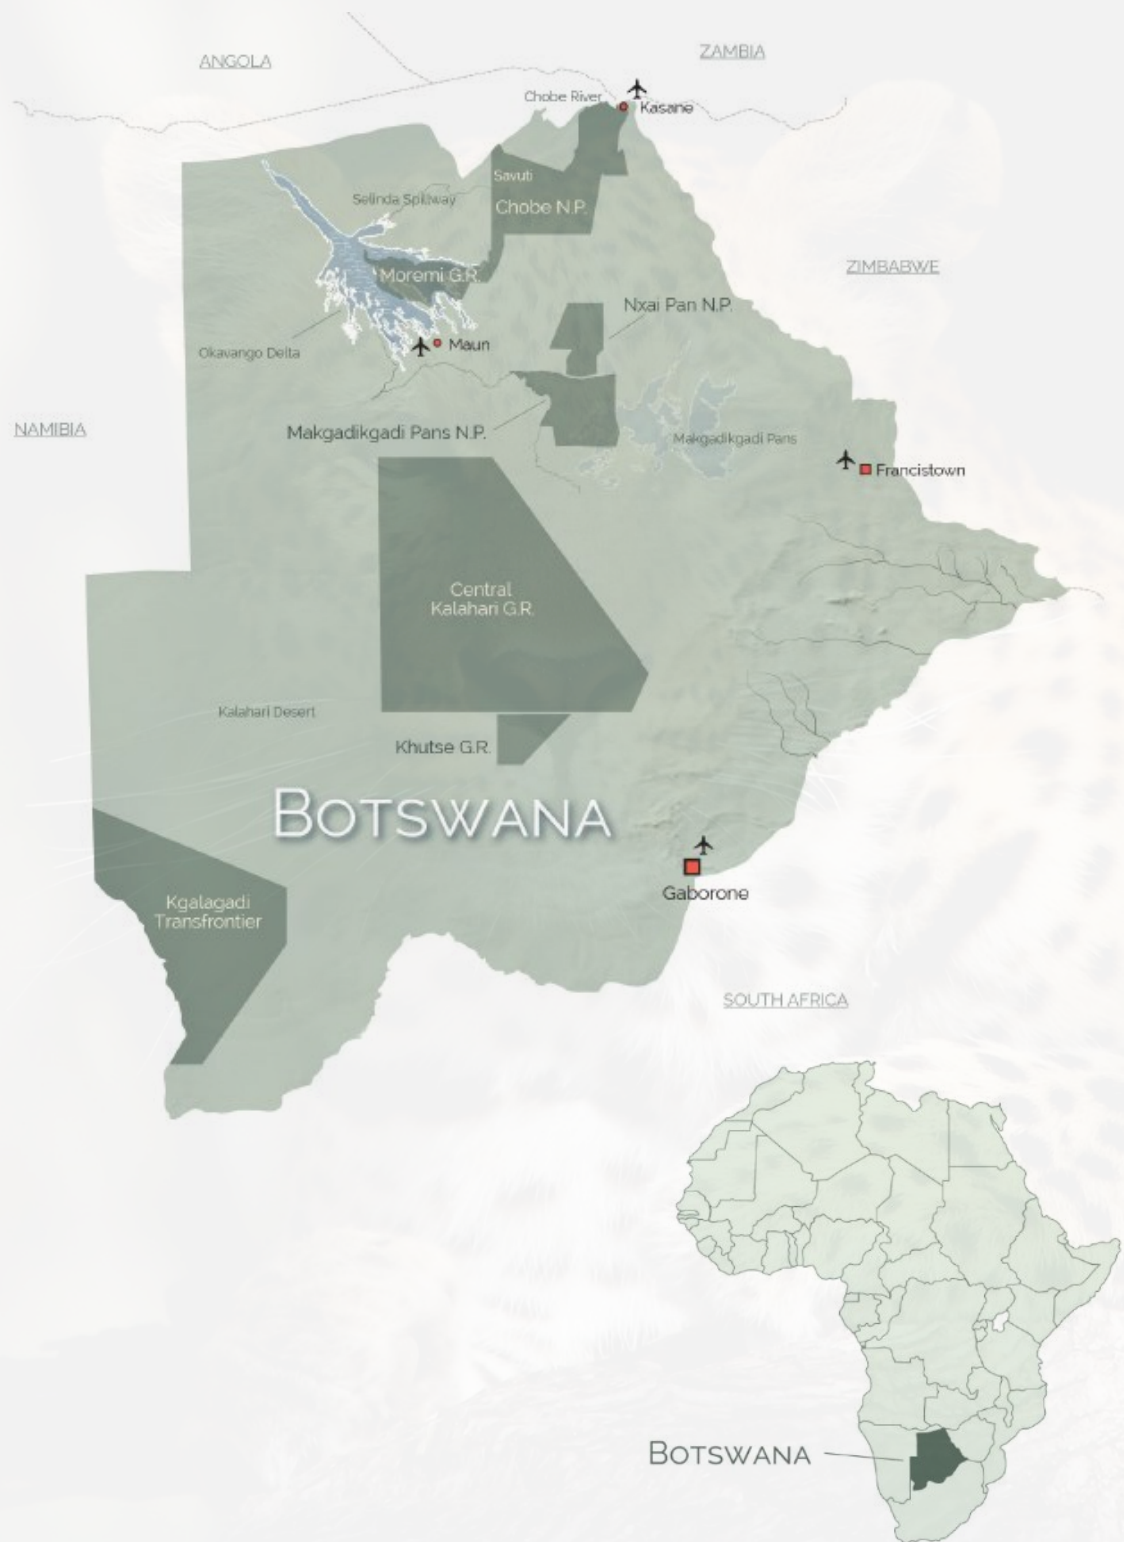 ANGOLA
ZAMBIA
Chobe River
Kasane
Savuti
Selinda Spillway
Chobe N.P.
ZIMBABWE
Moremi G.R.
Nxai Pan N.P.
Okavango Delta
Maun
NAMIBIA
Makgadikgadi Pans N.P.
Makgadikgadi Pans
Francistown
Central
Kalahari G.R.
Kalahari Desert
Khutse G.R.
BOTSWANA
Gaborone
Kgalagadi
Transfrontier
SOUTH AFRICA
BOTSWANA